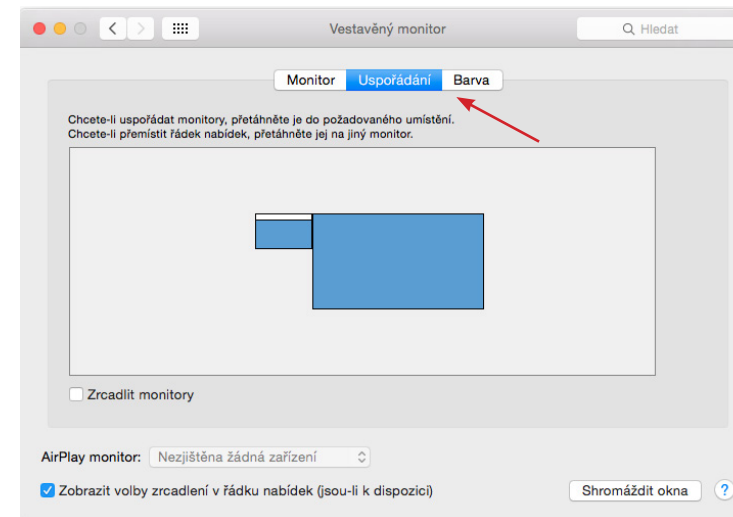 Vestavěný monitor
Hledat
Monitor Uspořádání Barva
Chcete-li uspořádat monitory, přetáhněte je do požadovaného umístění.
Chcete-li přemístit řádek nabídek, přetáhněte jej na jiný monitor.
Zrcadlit monitory
AirPlay monitor: Nezjištěna žádná zařízení
Zobrazit volby zrcadlení v řádku nabídek (jsou-li k dispozici)
Shromáždit okna ?